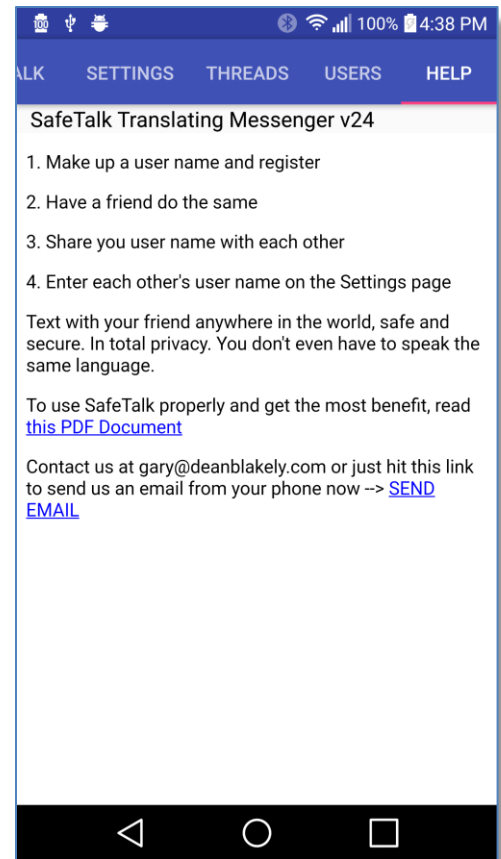 100% 4:38 PM
ALK SETTINGS THREADS USERS HELP
SafeTalk Translating Messenger v24
1. Make up a user name and register
2. Have a friend do the same
3. Share you user name with each other
4. Enter each other's user name on the Settings page
Text with your friend anywhere in the world, safe and
secure. In total privacy. You don't even have to speak the
same language.
To use SafeTalk properly and get the most benefit, read
this PDF Document
Contact us at gary@deanblakely.com or just hit this link
to send us an email from your phone now --> SEND
EMAIL